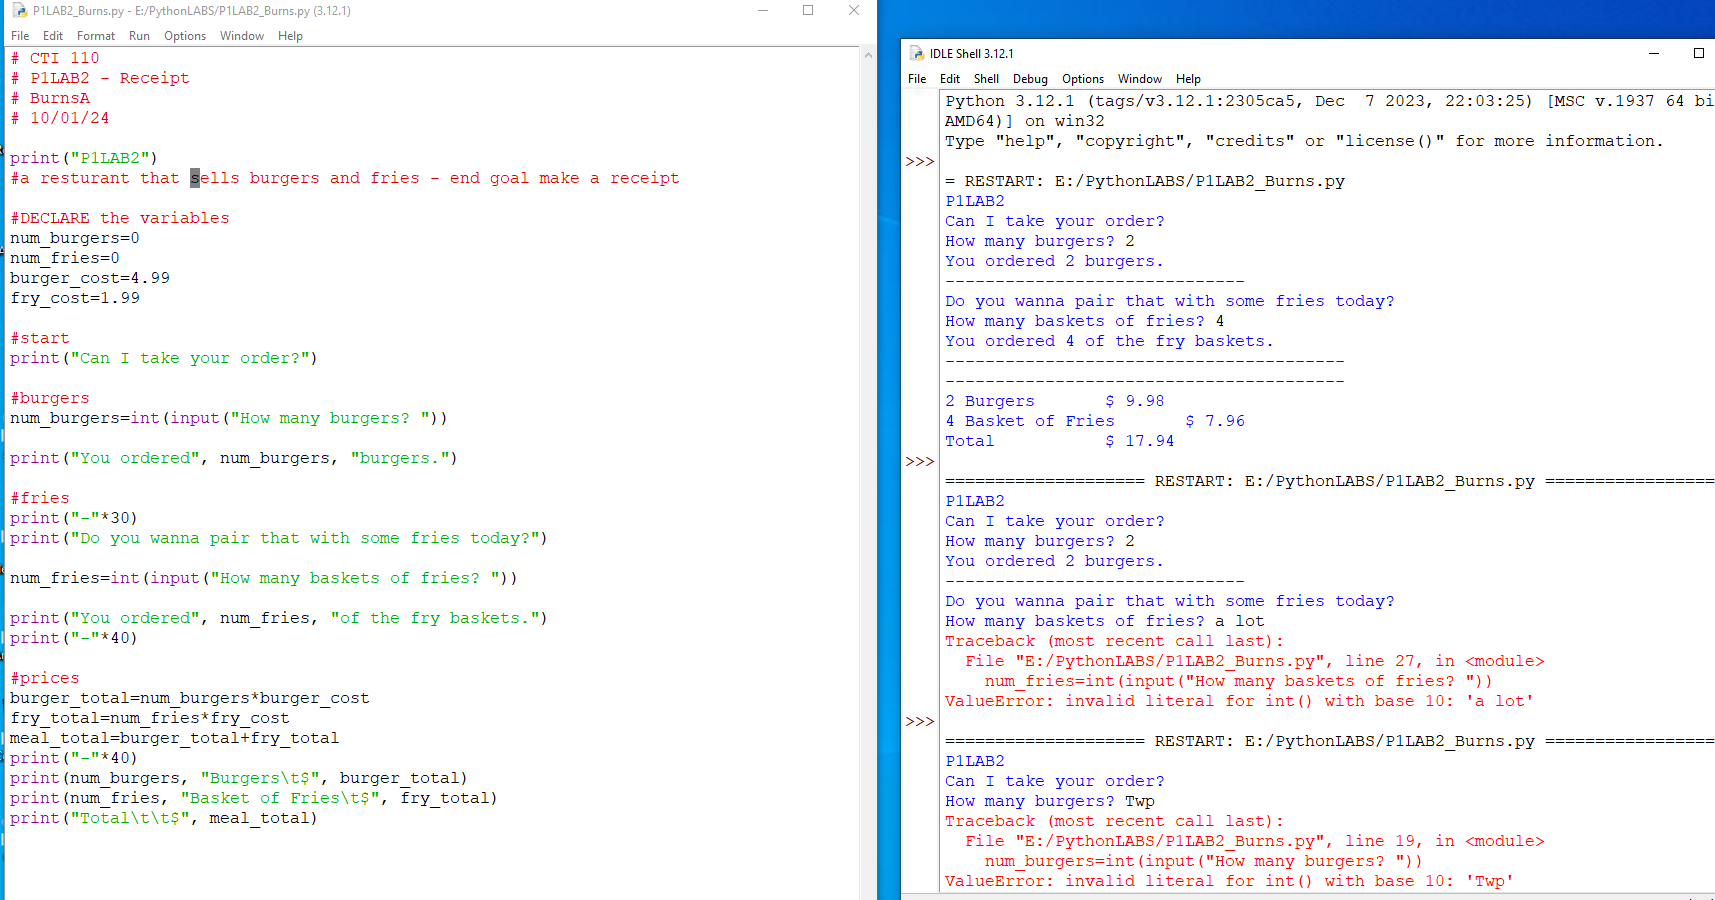 P1LAB2_Burns.py - E:/PythonLABS/P1LAB2_Burns.py (3.12.1)
File Edit Format Run Options Window Help
# CTI 110
# P1LAB2 - Receipt
# BurnsA
# 10/01/24
print("P1LAB2")
#a resturant that sells burgers and fries - end goal make a receipt
#DECLARE the variables
num_burgers=0
num_fries=0
burger_cost=4.99
fry_cost=1.99
#start
print("Can I take your order?")
#burgers
num_burgers=int(input("How many burgers? "))
print("You ordered", num_burgers, "burgers.")
#fries
print("-"*30)
print("Do you wanna pair that with some fries today?")
num_fries=int(input("How many baskets of fries? "))
print("You ordered", num_fries, "of the fry baskets.")
print("-"*40)
#prices
burger_total=num_burgers*burger_cost
fry_total=num_fries*fry_cost
meal_total=burger_total+fry_total
print("-"*40)
print(num_burgers, "Burgers\t$", burger_total)
print(num_fries, "Basket of Fries\t$", fry_total)
print("Total\t\t$", meal_total)
IDLE Shell 3.12.1
File Edit Shell Debug Options Window Help
Python 3.12.1 (tags/v3.12.1:2305ca5, Dec  7 2023, 22:03:25) [MSC v.1937 64 bi
AMD64)] on win32
Type "help", "copyright", "credits" or "license()" for more information.
>>>
= RESTART: E:/PythonLABS/P1LAB2_Burns.py
P1LAB2
Can I take your order?
How many burgers? 2
You ordered 2 burgers.
------------------------------
Do you wanna pair that with some fries today?
How many baskets of fries? 4
You ordered 4 of the fry baskets.
----------------------------------------
----------------------------------------
2 Burgers       $ 9.98
4 Basket of Fries       $ 7.96
Total           $ 17.94
>>>
==================== RESTART: E:/PythonLABS/P1LAB2_Burns.py =================
P1LAB2
Can I take your order?
How many burgers? 2
You ordered 2 burgers.
------------------------------
Do you wanna pair that with some fries today?
How many baskets of fries? a lot
Traceback (most recent call last):
  File "E:/PythonLABS/P1LAB2_Burns.py", line 27, in <module>
    num_fries=int(input("How many baskets of fries? "))
ValueError: invalid literal for int() with base 10: 'a lot'
>>>
==================== RESTART: E:/PythonLABS/P1LAB2_Burns.py =================
P1LAB2
Can I take your order?
How many burgers? Twp
Traceback (most recent call last):
  File "E:/PythonLABS/P1LAB2_Burns.py", line 19, in <module>
    num_burgers=int(input("How many burgers? "))
ValueError: invalid literal for int() with base 10: 'Twp'